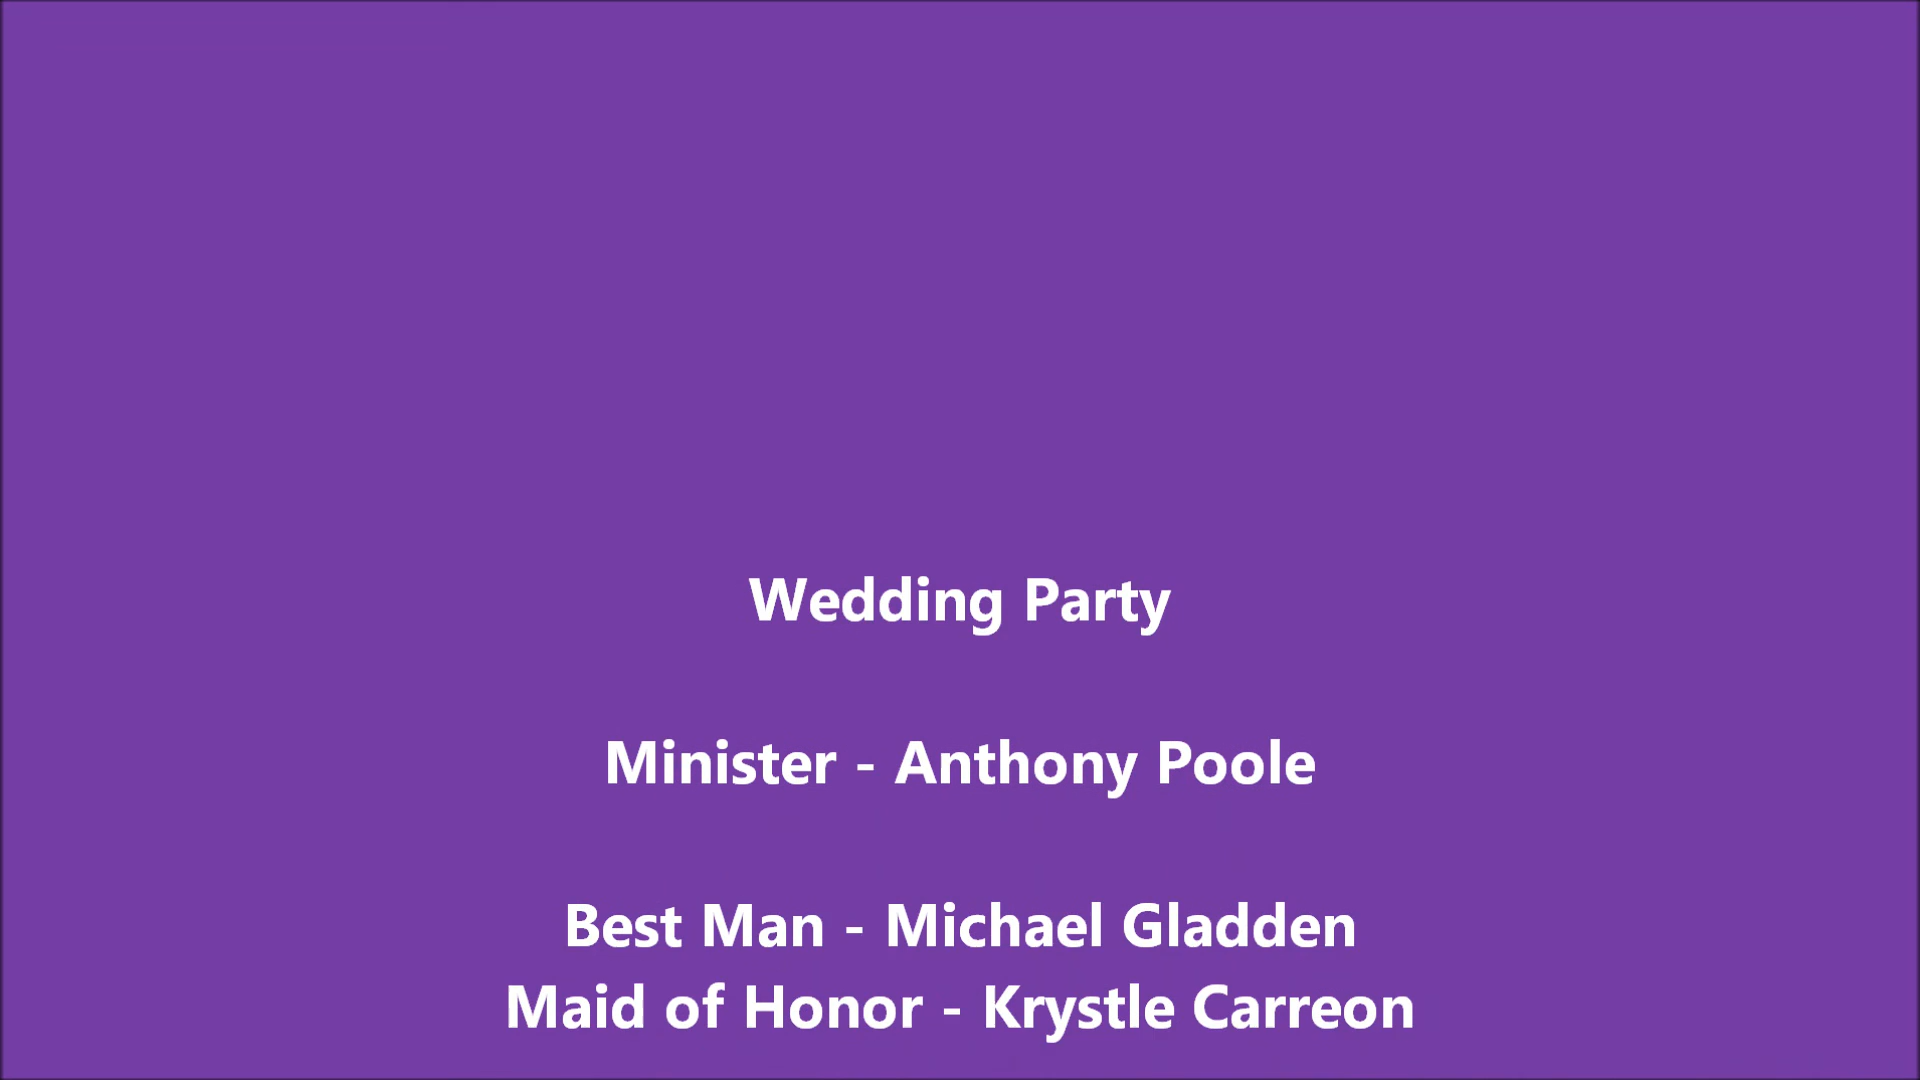 Wedding Party
Minister - Anthony Poole
Best Man - Michael Gladden
Maid of Honor - Krystle Carreon